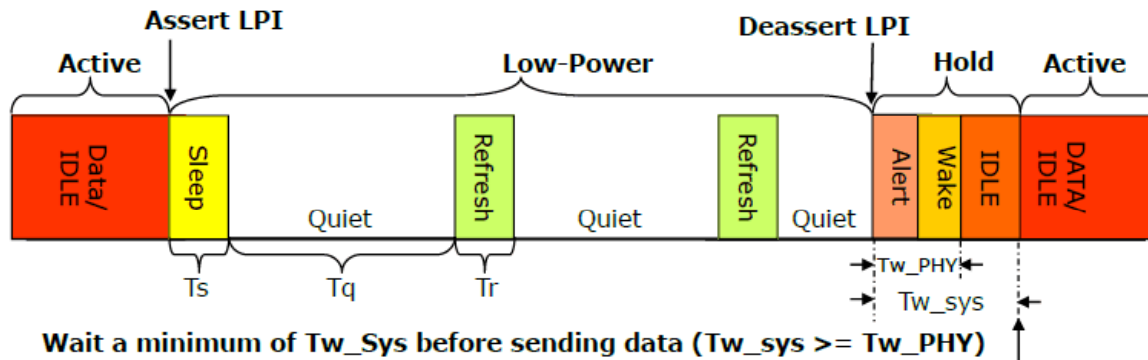 Assert LPI
Deassert LPI
Active
Low-Power
Hold
Active
Data/
IDLE
Sleep
Quiet
Refresh
Quiet
Refresh
Quiet
Alert
Wake
IDLE
DATA/
IDLE
Ts
Tq
Tr
Tw_PHY
Tw_sys
Wait a minimum of Tw_Sys before sending data (Tw_sys >= Tw_PHY)